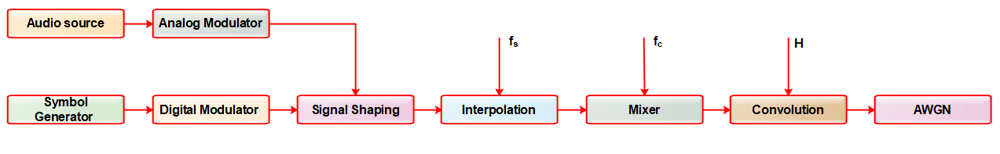 Audio source
Analog Modulator
fs
fc
H
Symbol
Generator
Digital Modulator
Signal Shaping
Interpolation
Mixer
Convolution
AWGN